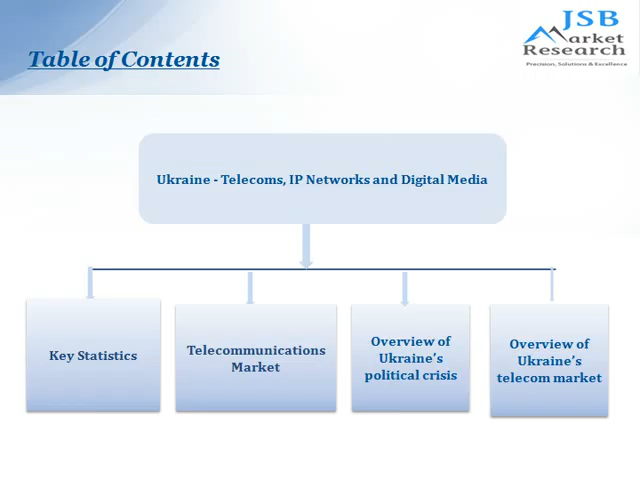 JSB
Market
Research
Precision, Solutions & Excellence
Table of Contents
Ukraine - Telecoms, IP Networks and Digital Media
Key Statistics
Telecommunications
Market
Overview of
Ukraine’s
political crisis
Overview of
Ukraine’s
telecom market